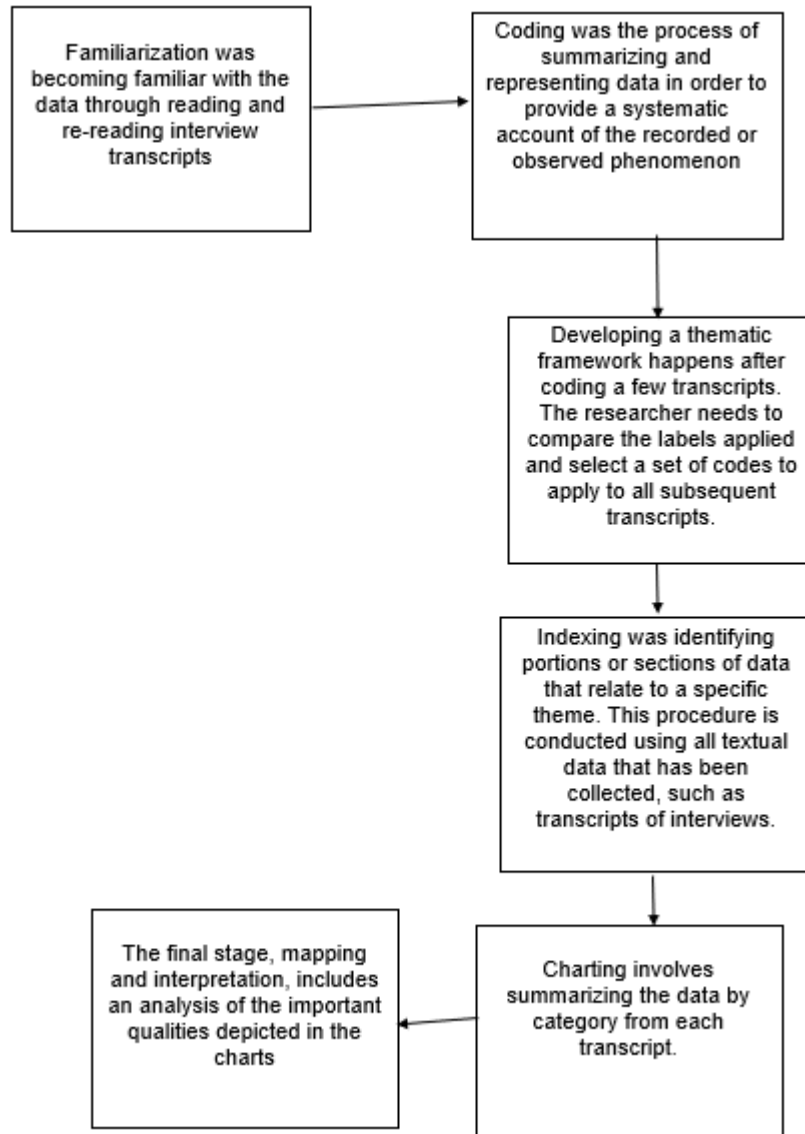 Familiarization was
becoming familiar with the
data through reading and
re-reading interview
transcripts
Coding was the process of
summarizing and
representing data in order to
provide a systematic
account of the recorded or
observed phenomenon
Developing a thematic
framework happens after
coding a few transcripts.
The researcher needs to
compare the labels applied
and select a set of codes to
apply to all subsequent
transcripts.
Indexing was identifying
portions or sections of data
that relate to a specific
theme. This procedure is
conducted using all textual
data that has been
collected, such as
transcripts of interviews.
Charting involves
summarizing the data by
category from each
transcript.
The final stage, mapping
and interpretation, includes
an analysis of the important
qualities depicted in the
charts